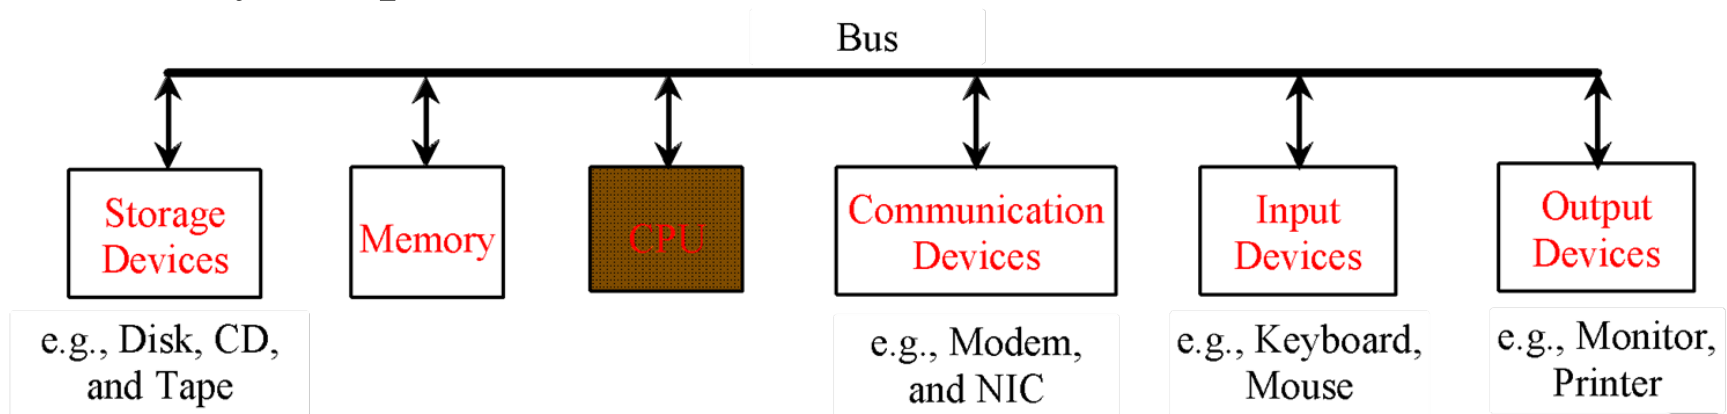 Bus
Storage
Devices
Memory
CPU
Communication
Devices
Input
Devices
Output
Devices
e.g., Disk, CD,
and Tape
e.g., Modem,
and NIC
e.g., Keyboard,
Mouse
e.g., Monitor,
Printer